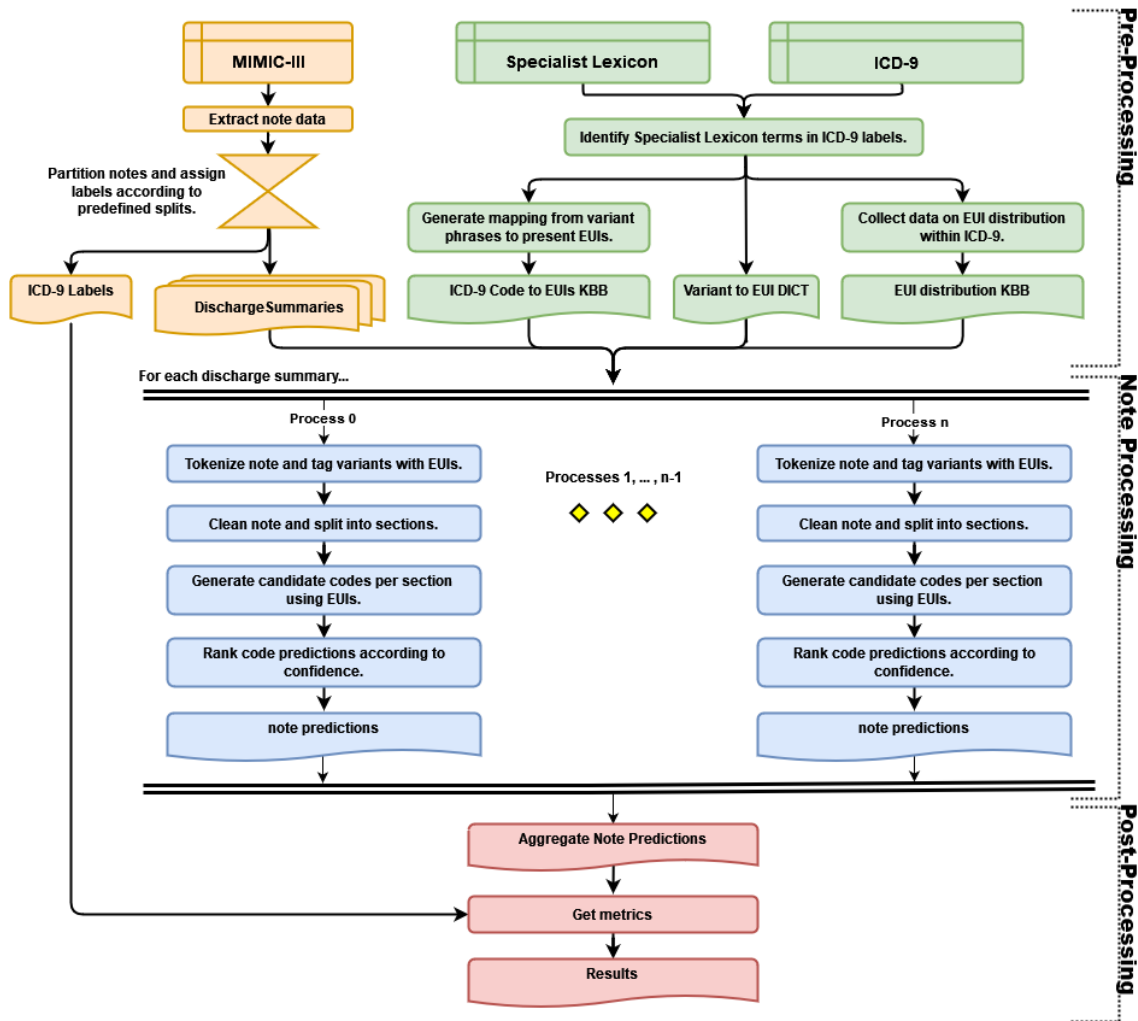 Pre-Processing
MIMIC-III
Specialist Lexicon
ICD-9
Extract note data
Identify Specialist Lexicon terms in ICD-9 labels.
Partition notes and assign
labels according to
predefined splits.
Generate mapping from variant
phrases to present EUIs.
Collect data on EUI distribution
within ICD-9.
ICD-9 Labels
Discharge Summaries
ICD-9 Code to EUIs KBB
Variant to EUI DICT
EUI distribution KBB
Note Processing
For each discharge summary...
Process 0
Process n
Tokenize note and tag variants with EUIs.
Tokenize note and tag variants with EUIs.
Processes 1, ... , n-1
Clean note and split into sections.
Clean note and split into sections.
Generate candidate codes per section
using EUIs.
Generate candidate codes per section
using EUIs.
Rank code predictions according to
confidence.
Rank code predictions according to
confidence.
note predictions
note predictions
Post-Processing
Aggregate Note Predictions
Get metrics
Results